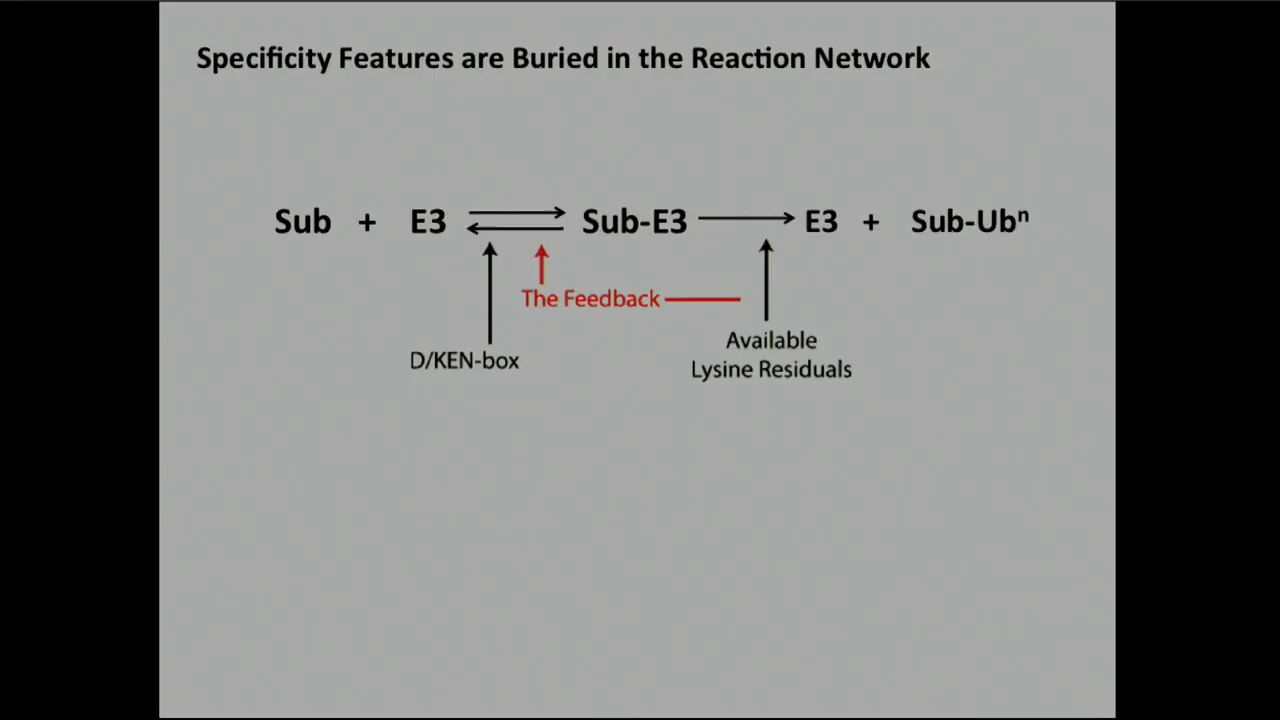 Specificity Features are Buried in the Reaction Network
Sub + E3 Sub-E3 E3 + Sub-Ubⁿ
The Feedback
D/KEN-box
Available
Lysine Residuals